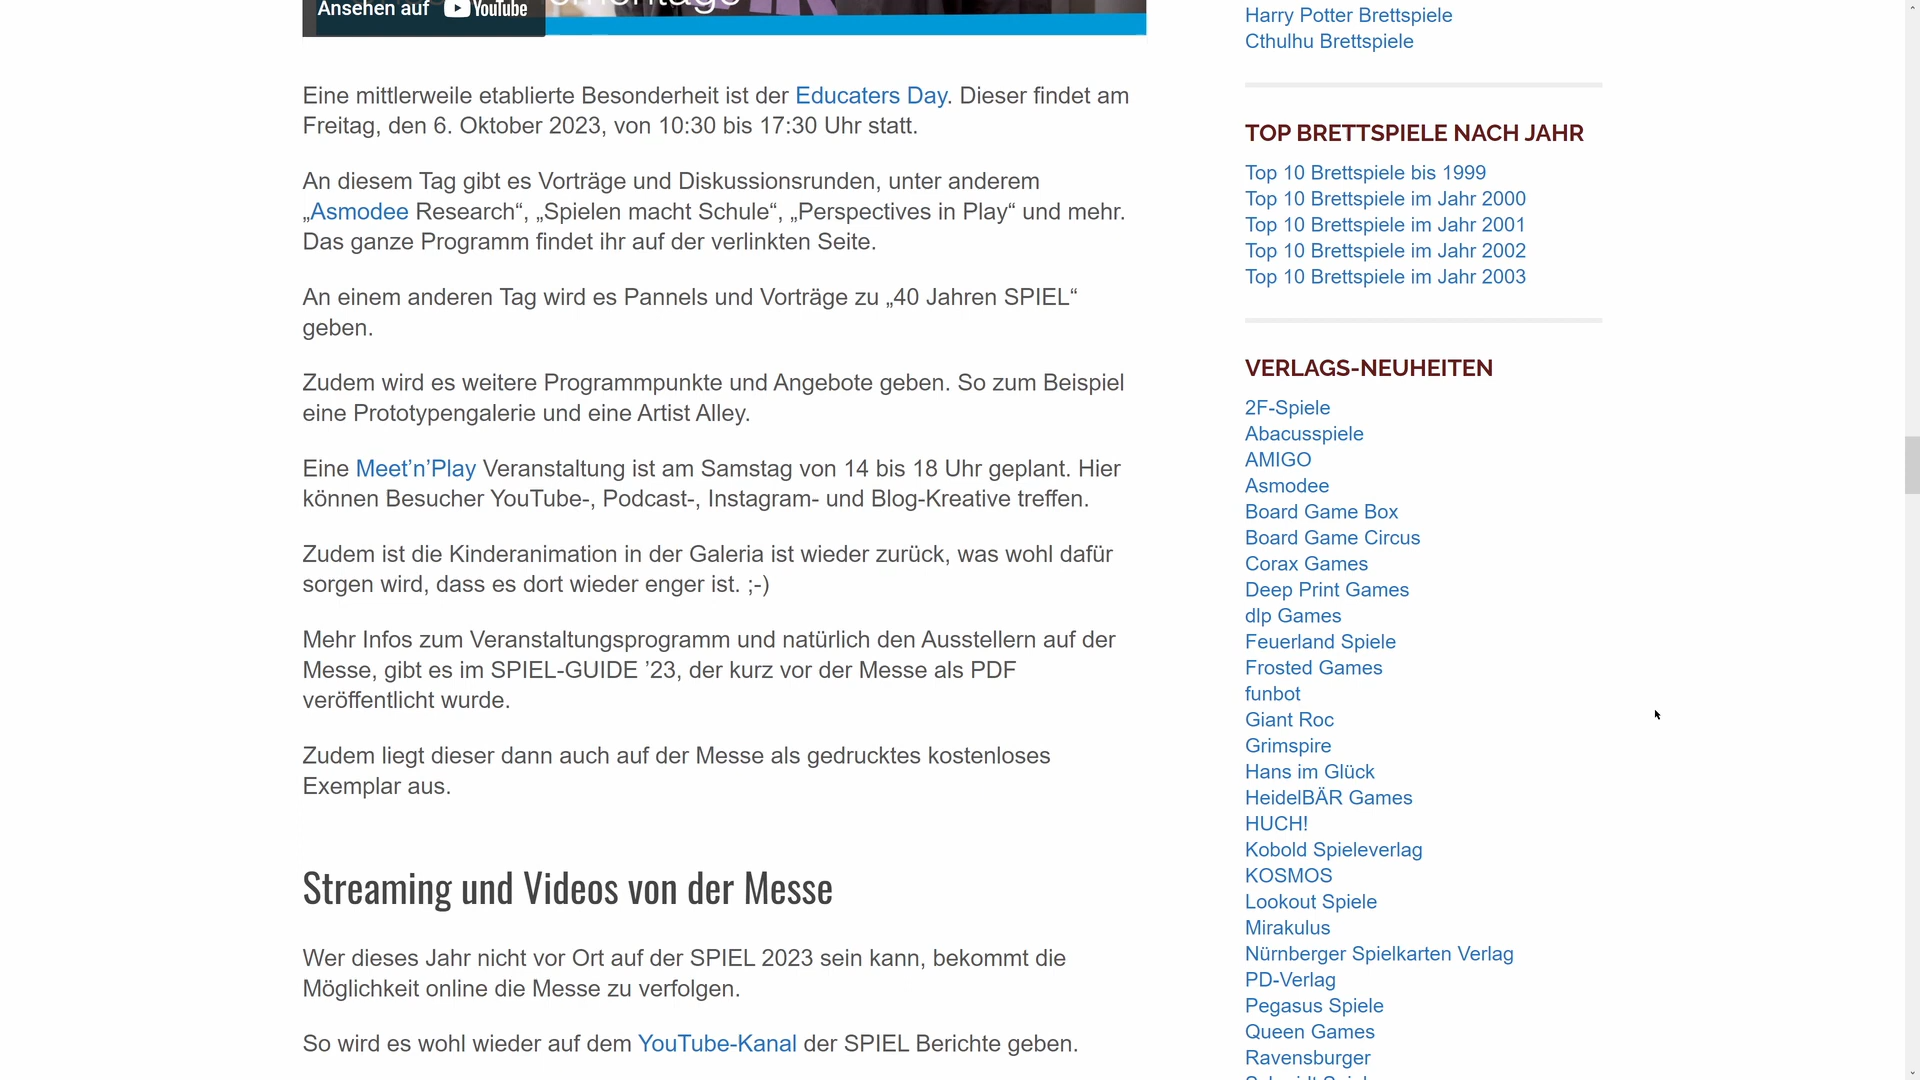 Ansehen auf YouTube
Eine mittlerweile etablierte Besonderheit ist der Educaters Day. Dieser findet am
Freitag, den 6. Oktober 2023, von 10:30 bis 17:30 Uhr statt.
An diesem Tag gibt es Vorträge und Diskussionsrunden, unter anderem
„Asmodee Research“, „Spielen macht Schule“, „Perspectives in Play“ und mehr.
Das ganze Programm findet ihr auf der verlinkten Seite.
An einem anderen Tag wird es Pannels und Vorträge zu „40 Jahren SPIEL“
geben.
Zudem wird es weitere Programmpunkte und Angebote geben. So zum Beispiel
eine Prototypengalerie und eine Artist Alley.
Eine Meet’n’Play Veranstaltung ist am Samstag von 14 bis 18 Uhr geplant. Hier
können Besucher YouTube-, Podcast-, Instagram- und Blog-Kreative treffen.
Zudem ist die Kinderanimation in der Galeria ist wieder zurück, was wohl dafür
sorgen wird, dass es dort wieder enger ist. ;-)
Mehr Infos zum Veranstaltungsprogramm und natürlich den Ausstellern auf der
Messe, gibt es im SPIEL-GUIDE ’23, der kurz vor der Messe als PDF
veröffentlicht wurde.
Zudem liegt dieser dann auch auf der Messe als gedrucktes kostenloses
Exemplar aus.
Streaming und Videos von der Messe
Wer dieses Jahr nicht vor Ort auf der SPIEL 2023 sein kann, bekommt die
Möglichkeit online die Messe zu verfolgen.
So wird es wohl wieder auf dem YouTube-Kanal der SPIEL Berichte geben.
Harry Potter Brettspiele
Cthulhu Brettspiele
TOP BRETTSPIELE NACH JAHR
Top 10 Brettspiele bis 1999
Top 10 Brettspiele im Jahr 2000
Top 10 Brettspiele im Jahr 2001
Top 10 Brettspiele im Jahr 2002
Top 10 Brettspiele im Jahr 2003
VERLAGS-NEUHEITEN
2F-Spiele
Abacusspiele
AMIGO
Asmodee
Board Game Box
Board Game Circus
Corax Games
Deep Print Games
dlp Games
Feuerland Spiele
Frosted Games
funbot
Giant Roc
Grimspire
Hans im Glück
HeidelBÄR Games
HUCH!
Kobold Spieleverlag
KOSMOS
Lookout Spiele
Mirakulus
Nürnberger Spielkarten Verlag
PD-Verlag
Pegasus Spiele
Queen Games
Ravensburger